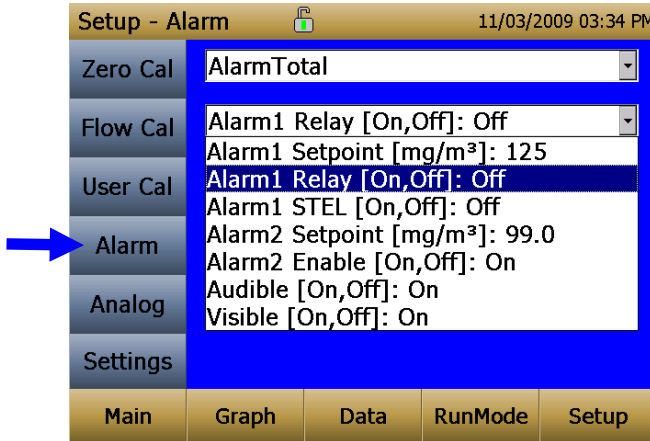 Setup - Alarm 11/03/2009 03:34 PM
Zero Cal
AlarmTotal
Flow Cal
Alarm1 Relay [On,Off]: Off
Alarm1 Setpoint [mg/m³]: 125
User Cal
Alarm1 Relay [On,Off]: Off
Alarm1 STEL [On,Off]: Off
Alarm
Alarm2 Setpoint [mg/m³]: 99.0
Alarm2 Enable [On,Off]: On
Analog
Audible [On,Off]: On
Visible [On,Off]: On
Settings
Main Graph Data RunMode Setup